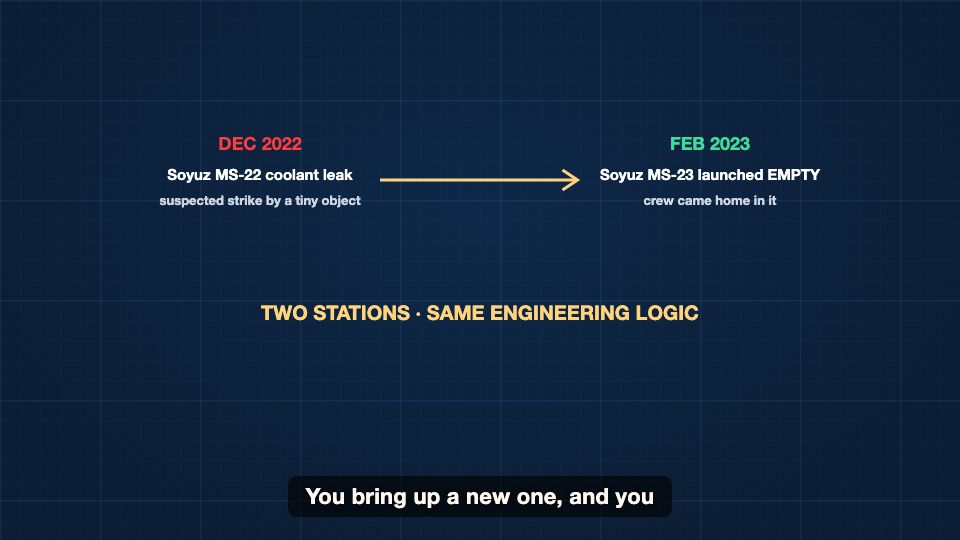 DEC 2022
Soyuz MS-22 coolant leak
suspected strike by a tiny object
FEB 2023
Soyuz MS-23 launched EMPTY
crew came home in it
TWO STATIONS · SAME ENGINEERING LOGIC
You bring up a new one, and you